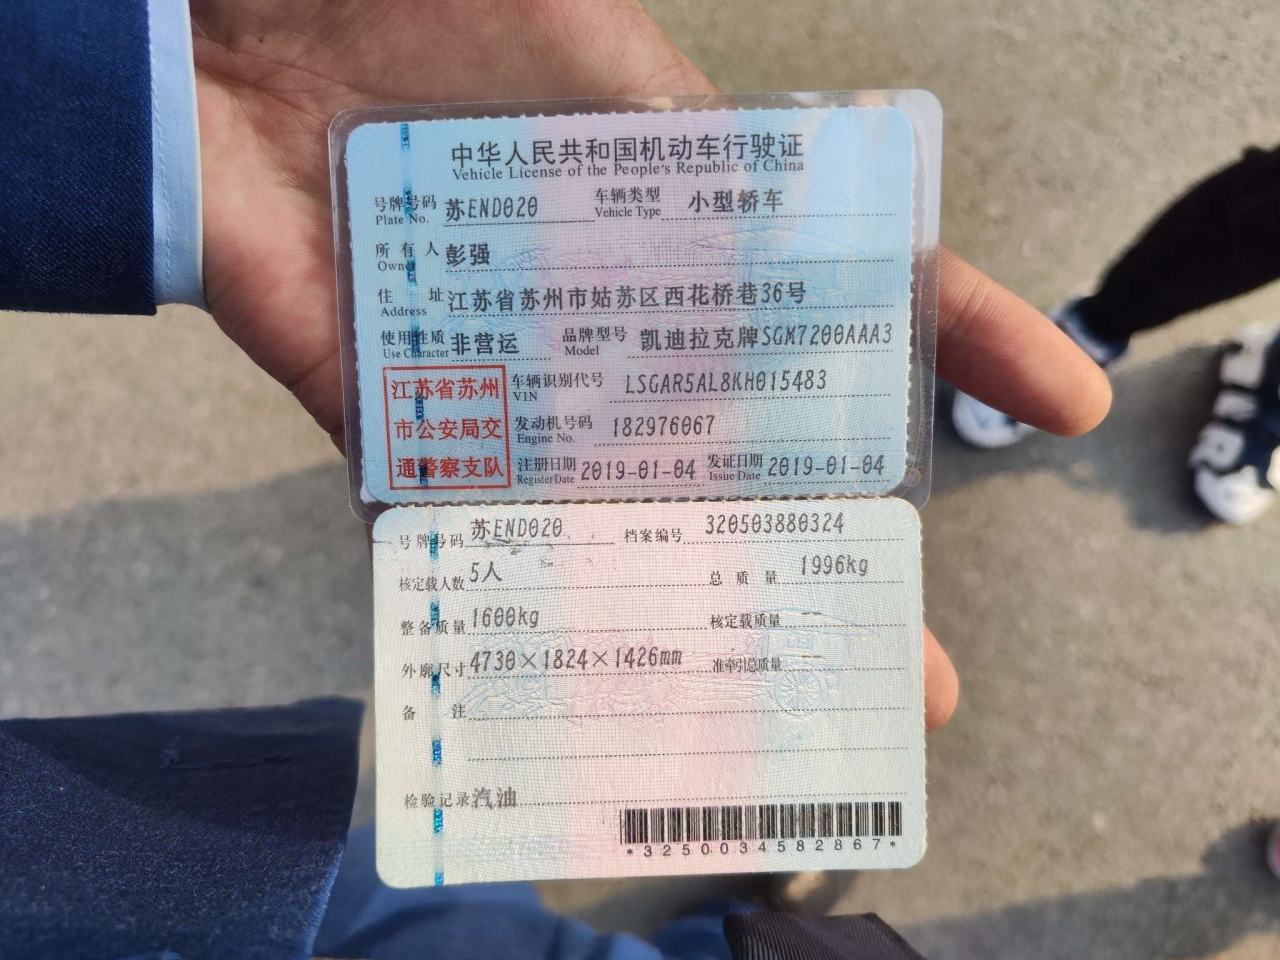 中华人民共和国机动车行驶证
Vehicle License of the People's Republic of China
号牌号码 Plate No. 苏END020 车辆类型 Vehicle Type 小型轿车
所有人 Owner 彭强
住址 Address 江苏省苏州市姑苏区西花桥巷36号
使用性质 Use Character 非营运 品牌型号 Model 凯迪拉克牌SGM7200AAA3
江苏省苏州
市公安局交
通警察支队
车辆识别代号 VIN LSGAR5AL8KH015483
发动机号码 Engine No. 182976067
注册日期 Register Date 2019-01-04 发证日期 Issue Date 2019-01-04
号牌号码 苏END020 档案编号 320503880324
核定载人数 5人 总质量 1996kg
整备质量 1600kg 核定载质量 --
外廓尺寸 4730×1824×1426mm 准牵引总质量 --
备注
检验记录 汽油
*3250034582867*